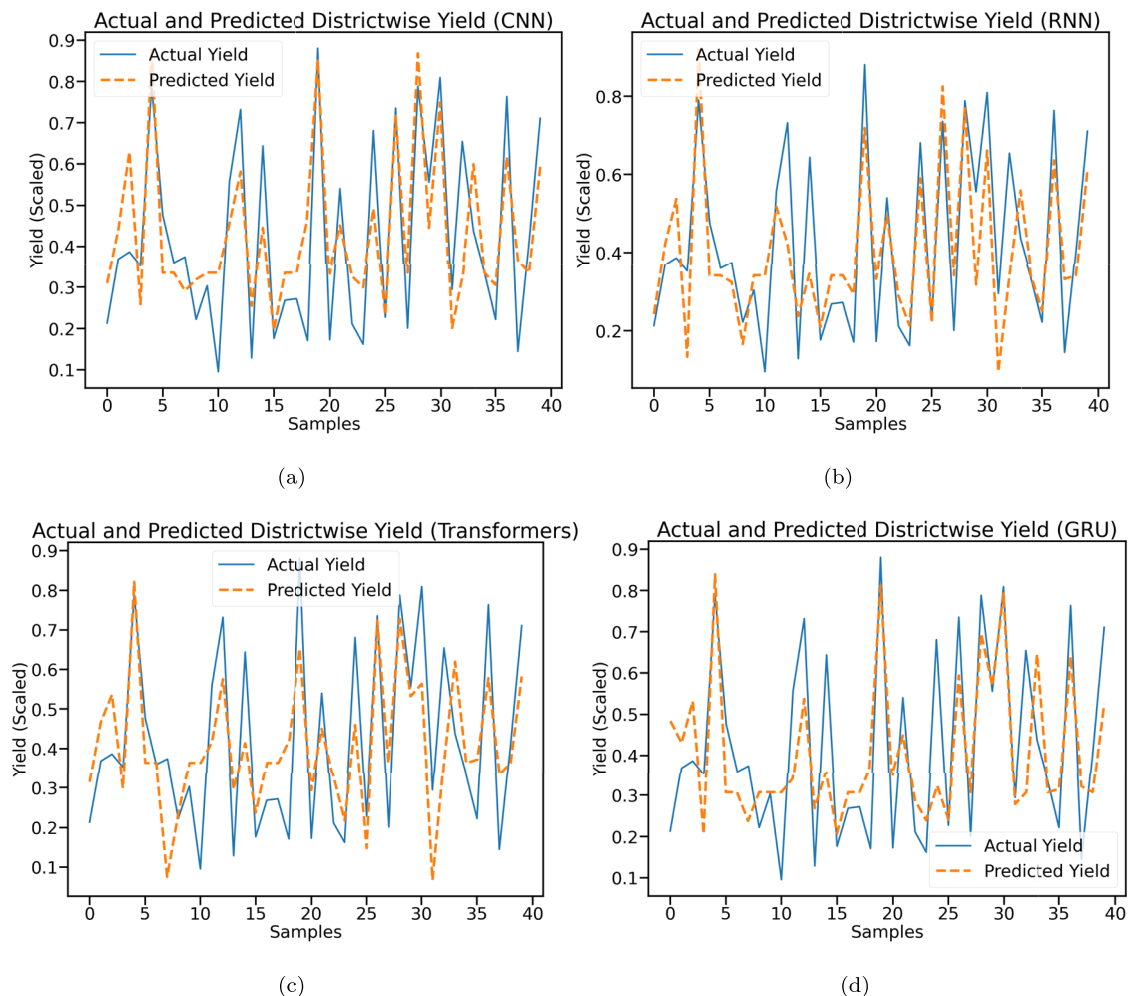 Actual and Predicted Districtwise Yield (CNN)
Actual Yield
Predicted Yield
Yield (Scaled)
0.9
0.8
0.7
0.6
0.5
0.4
0.3
0.2
0.1
0 5 10 15 20 25 30 35 40
Samples
(a)
Actual and Predicted Districtwise Yield (RNN)
Actual Yield
Predicted Yield
Yield (Scaled)
0.8
0.6
0.4
0.2
0 5 10 15 20 25 30 35 40
Samples
(b)
Actual and Predicted Districtwise Yield (Transformers)
Actual Yield
Predicted Yield
Yield (Scaled)
0.9
0.8
0.7
0.6
0.5
0.4
0.3
0.2
0.1
0 5 10 15 20 25 30 35 40
Samples
(c)
Actual and Predicted Districtwise Yield (GRU)
Yield (Scaled)
0.9
0.8
0.7
0.6
0.5
0.4
0.3
0.2
0.1
Actual Yield
Predicted Yield
0 5 10 15 20 25 30 35 40
Samples
(d)